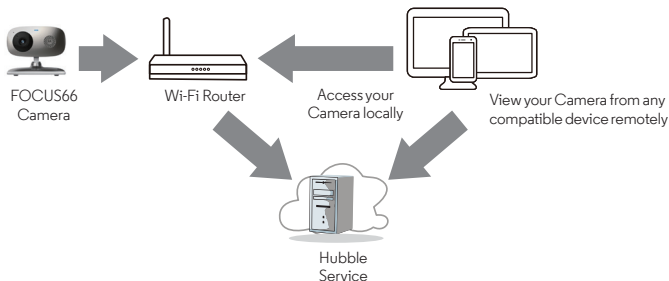 FOCUS66
Camera
Wi-Fi Router
Access your
Camera locally
View your Camera from any
compatible device remotely
Hubble
Service